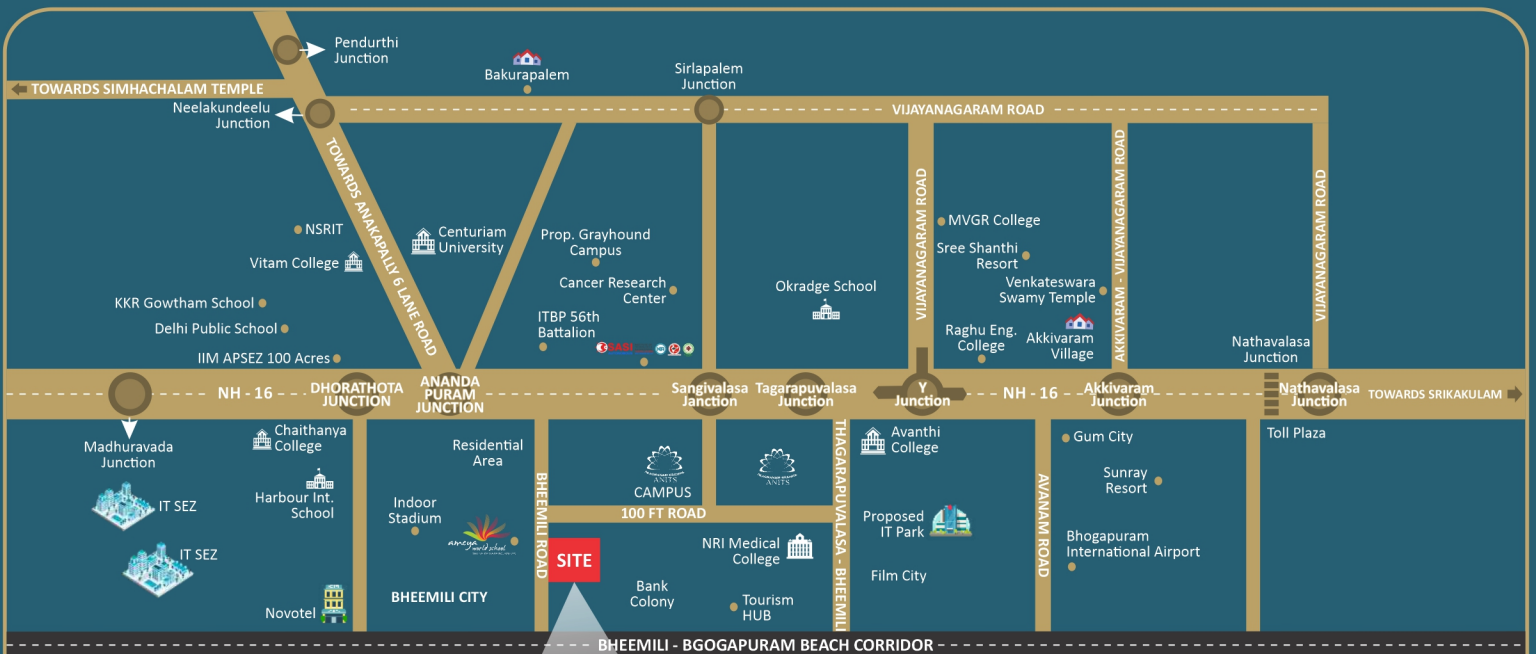 Pendurthi
Junction
TOWARDS SIMHACHALAM TEMPLE
Neelakundeelu
Junction
Bakurapalem
Sirlapalem
Junction
VIJAYANAGARAM ROAD
TOWARDS ANAKAPALLY 6 LANE ROAD
NSRIT
Vitam College
KKR Gowtham School
Delhi Public School
IIM APSEZ 100 Acres
Centuriam
University
Prop. Grayhound
Campus
Cancer Research
Center
ITBP 56th
Battalion
Okradge School
VIJAYANAGARAM ROAD
MVGR College
Sree Shanthi
Resort
Venkateswara
Swamy Temple
Raghu Eng.
College
Akkivaram
Village
AKKIVARAM - VIJAYANAGARAM ROAD
VIJAYANAGARAM ROAD
Nathavalasa
Junction
NH - 16
DHORATHOTA
JUNCTION
ANANDA
PURAM
JUNCTION
Sangivalasa
Junction
Tagarapuvalasa
Junction
Y
Junction
NH - 16
Akkivaram
Junction
Nathavalasa
Junction
TOWARDS SRIKAKULAM
Madhuravada
Junction
IT SEZ
IT SEZ
Chaithanya
College
Harbour Int.
School
Novotel
Residential
Area
Indoor
Stadium
ameya
world school
BHEEMILI CITY
BHEEMILI ROAD
SITE
ANITS
CAMPUS
ANITS
100 FT ROAD
NRI Medical
College
Bank
Colony
Tourism
HUB
THAGARAPUVALASA - BHEEMILI
Avanthi
College
Proposed
IT Park
Film City
AVANAM ROAD
Gum City
Sunray
Resort
Bhogapuram
International Airport
Toll Plaza
BHEEMILI - BGOGAPURAM BEACH CORRIDOR